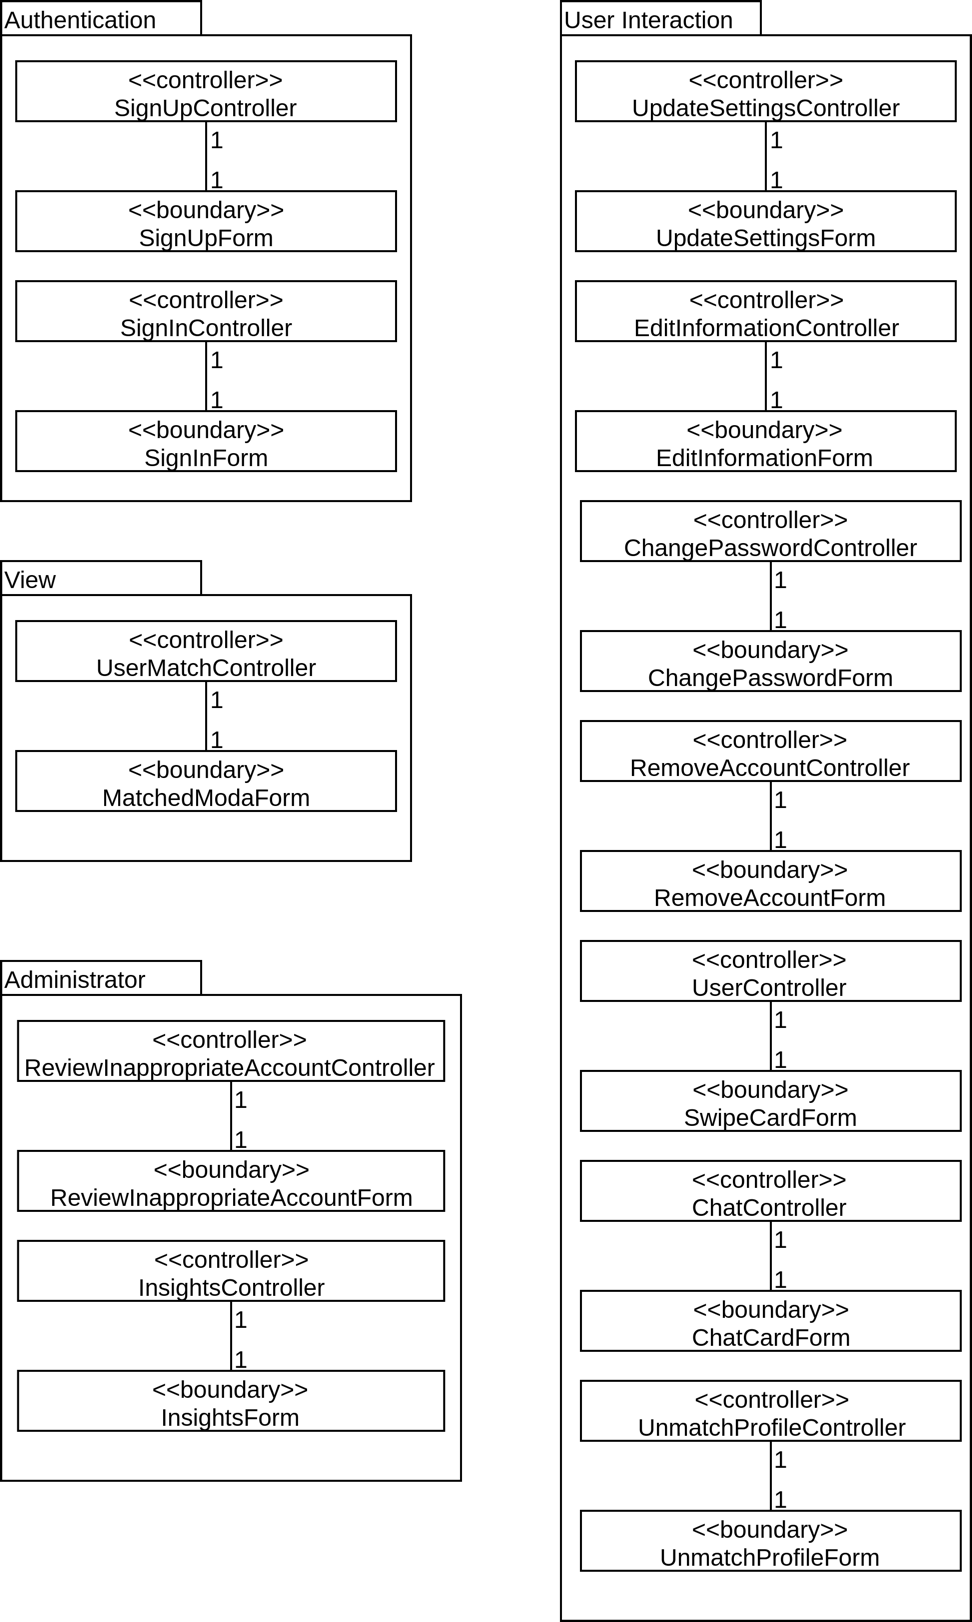 Authentication
<<controller>>
SignUpController
1
1
<<boundary>>
SignUpForm
<<controller>>
SignInController
1
1
<<boundary>>
SignInForm
View
<<controller>>
UserMatchController
1
1
<<boundary>>
MatchedModaForm
Administrator
<<controller>>
ReviewInappropriateAccountController
1
1
<<boundary>>
ReviewInappropriateAccountForm
<<controller>>
InsightsController
1
1
<<boundary>>
InsightsForm
User Interaction
<<controller>>
UpdateSettingsController
1
1
<<boundary>>
UpdateSettingsForm
<<controller>>
EditInformationController
1
1
<<boundary>>
EditInformationForm
<<controller>>
ChangePasswordController
1
1
<<boundary>>
ChangePasswordForm
<<controller>>
RemoveAccountController
1
1
<<boundary>>
RemoveAccountForm
<<controller>>
UserController
1
1
<<boundary>>
SwipeCardForm
<<controller>>
ChatController
1
1
<<boundary>>
ChatCardForm
<<controller>>
UnmatchProfileController
1
1
<<boundary>>
UnmatchProfileForm